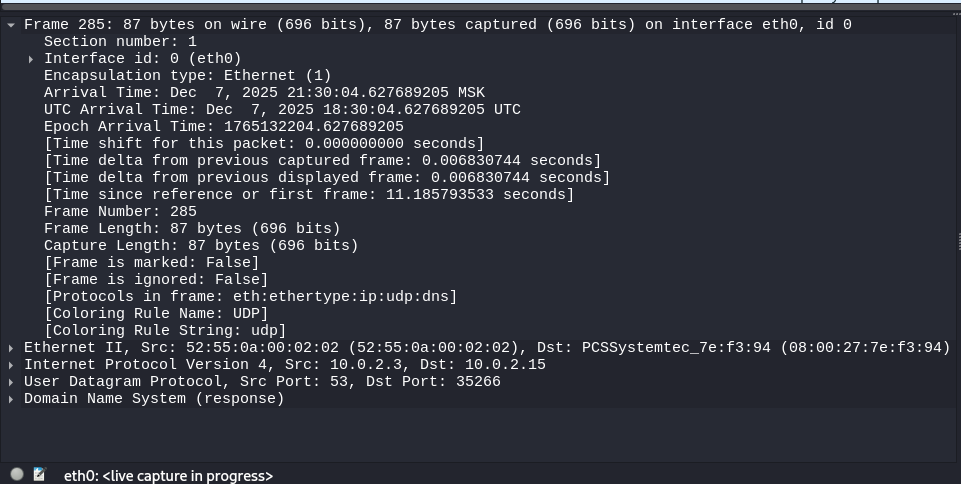 Frame 285: 87 bytes on wire (696 bits), 87 bytes captured (696 bits) on interface eth0, id 0
Section number: 1
Interface id: 0 (eth0)
Encapsulation type: Ethernet (1)
Arrival Time: Dec  7, 2025 21:30:04.627689205 MSK
UTC Arrival Time: Dec  7, 2025 18:30:04.627689205 UTC
Epoch Arrival Time: 1765132204.627689205
[Time shift for this packet: 0.000000000 seconds]
[Time delta from previous captured frame: 0.006830744 seconds]
[Time delta from previous displayed frame: 0.006830744 seconds]
[Time since reference or first frame: 11.185793533 seconds]
Frame Number: 285
Frame Length: 87 bytes (696 bits)
Capture Length: 87 bytes (696 bits)
[Frame is marked: False]
[Frame is ignored: False]
[Protocols in frame: eth:ethertype:ip:udp:dns]
[Coloring Rule Name: UDP]
[Coloring Rule String: udp]
Ethernet II, Src: 52:55:0a:00:02:02 (52:55:0a:00:02:02), Dst: PCSSystemtec_7e:f3:94 (08:00:27:7e:f3:94)
Internet Protocol Version 4, Src: 10.0.2.3, Dst: 10.0.2.15
User Datagram Protocol, Src Port: 53, Dst Port: 35266
Domain Name System (response)
eth0: <live capture in progress>